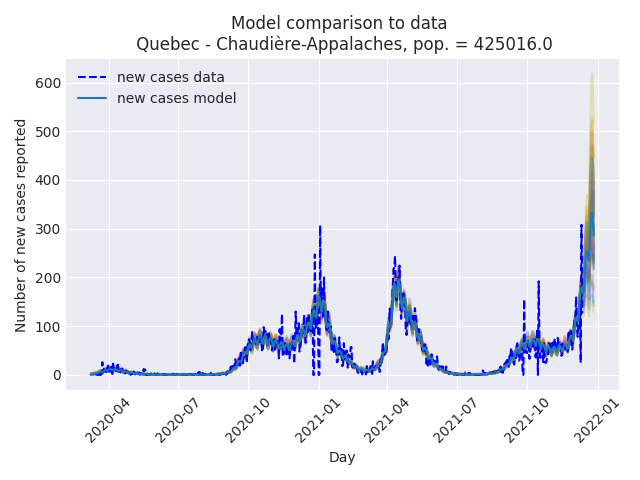 Model comparison to data
Quebec - Chaudière-Appalaches, pop. = 425016.0
new cases data
new cases model
Number of new cases reported
600
500
400
300
200
100
0
2020-04
2020-07
2020-10
2021-01
2021-04
2021-07
2021-10
2022-01
Day